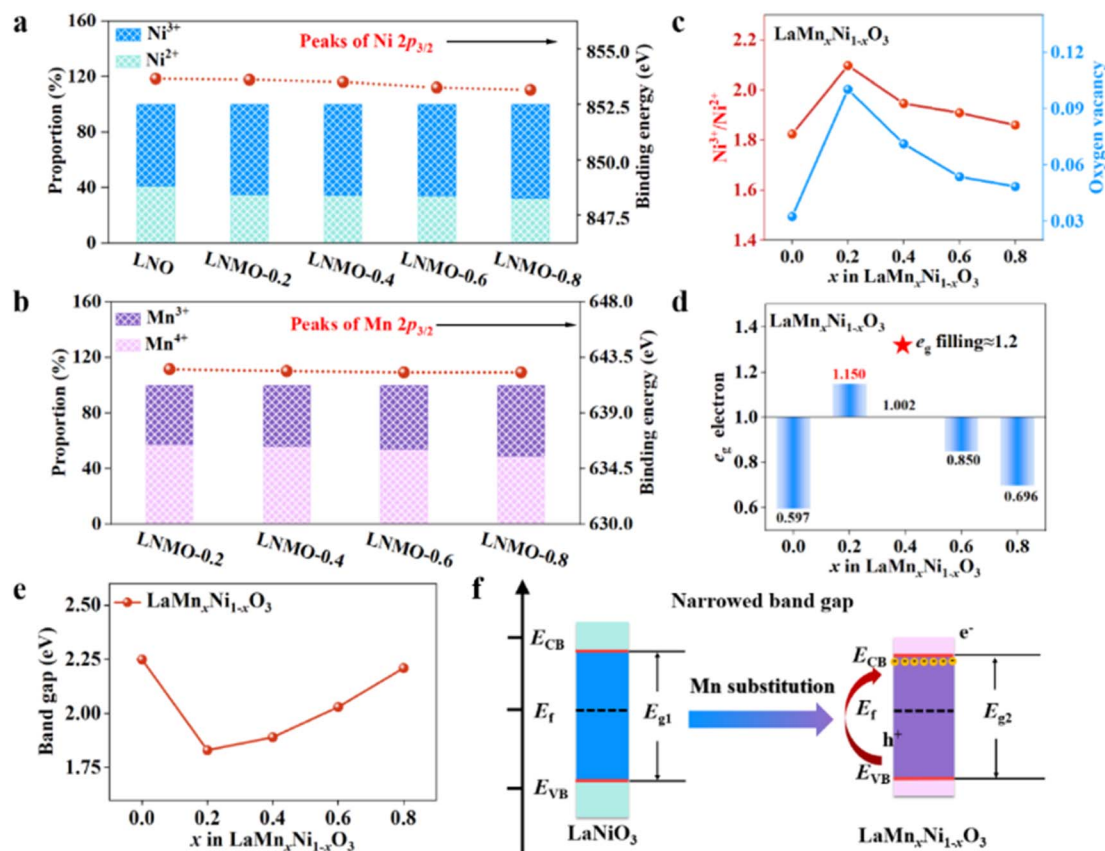 a
160
120
80
40
0
Proportion (%)
Ni³⁺
Ni²⁺
Peaks of Ni 2p₃/₂
855.0
852.5
850.0
847.5
Binding energy (eV)
LNO
LNMO-0.2
LNMO-0.4
LNMO-0.6
LNMO-0.8
c
LaMnₓNi₁₋ₓO₃
2.2
2.0
1.8
1.6
1.4
Ni³⁺/Ni²⁺
0.12
0.09
0.06
0.03
Oxygen vacancy
0.0 0.2 0.4 0.6 0.8
x in LaMnₓNi₁₋ₓO₃
b
160
120
80
40
0
Proportion (%)
Mn³⁺
Mn⁴⁺
Peaks of Mn 2p₃/₂
648.0
643.5
639.0
634.5
630.0
Binding energy (eV)
LNMO-0.2
LNMO-0.4
LNMO-0.6
LNMO-0.8
d
LaMnₓNi₁₋ₓO₃
eg filling≈1.2
1.4
1.2
1.0
0.8
0.6
eg electron
1.150
1.002
0.850
0.696
0.597
0.0 0.2 0.4 0.6 0.8
x in LaMnₓNi₁₋ₓO₃
e
LaMnₓNi₁₋ₓO₃
2.50
2.25
2.00
1.75
Band gap (eV)
0.0 0.2 0.4 0.6 0.8
x in LaMnₓNi₁₋ₓO₃
f
Narrowed band gap
E_CB
E_f
E_VB
E_g1
LaNiO₃
Mn substitution
e⁻
E_CB
E_f
h⁺
E_VB
E_g2
LaMnₓNi₁₋ₓO₃